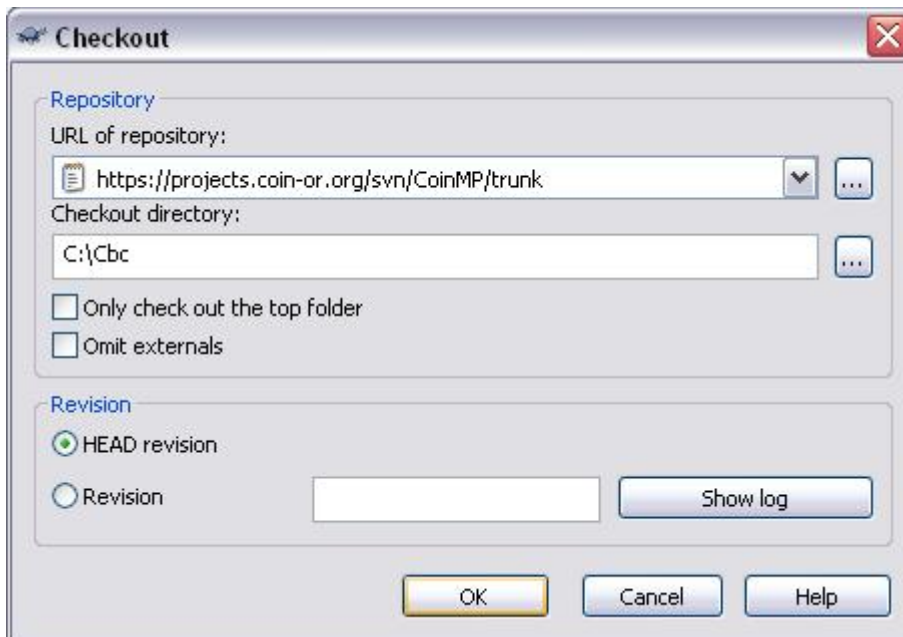 Checkout
Repository
URL of repository:
https://projects.coin-or.org/svn/CoinMP/trunk
...
Checkout directory:
C:\Cbc
...
Only check out the top folder
Omit externals
Revision
HEAD revision
Revision
Show log
OK Cancel Help